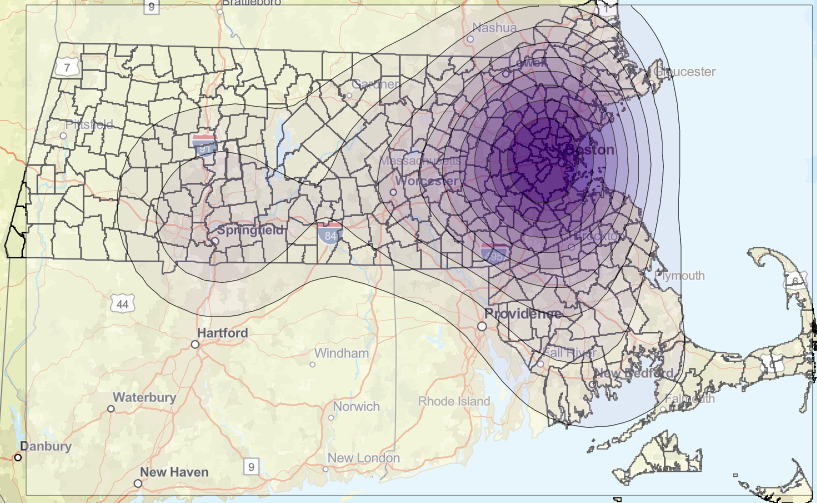 Brattleboro
9
1
Nashua
7
Lowell
Gloucester
Gardner
Pittsfield
91
Boston
Massachusetts
Worcester
Springfield
84
Brockton
95
Plymouth
6
44
Providence
Hartford
Windham
Fall River
New Bedford
Waterbury
Rhode Island
Falmouth
Norwich
Danbury
New London
9
New Haven